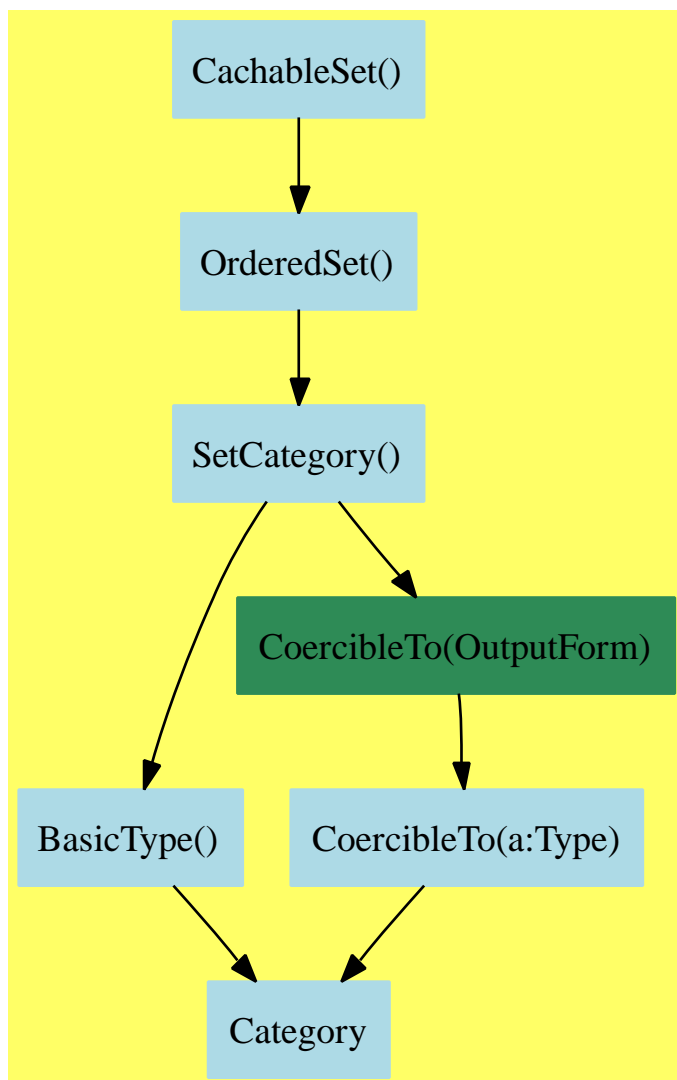 CachableSet()
OrderedSet()
SetCategory()
CoercibleTo(OutputForm)
BasicType()
CoercibleTo(a:Type)
Category